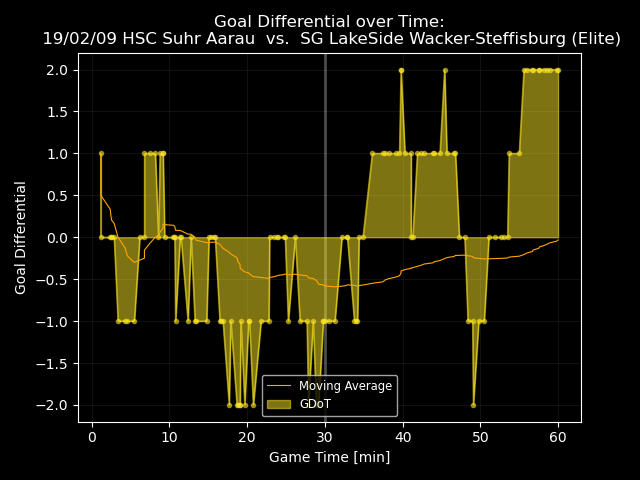 Goal Differential over Time:
19/02/09 HSC Suhr Aarau  vs.  SG LakeSide Wacker-Steffisburg (Elite)
Goal Differential
2.0
1.5
1.0
0.5
0.0
−0.5
−1.0
−1.5
−2.0
Moving Average
GDoT
0 10 20 30 40 50 60
Game Time [min]